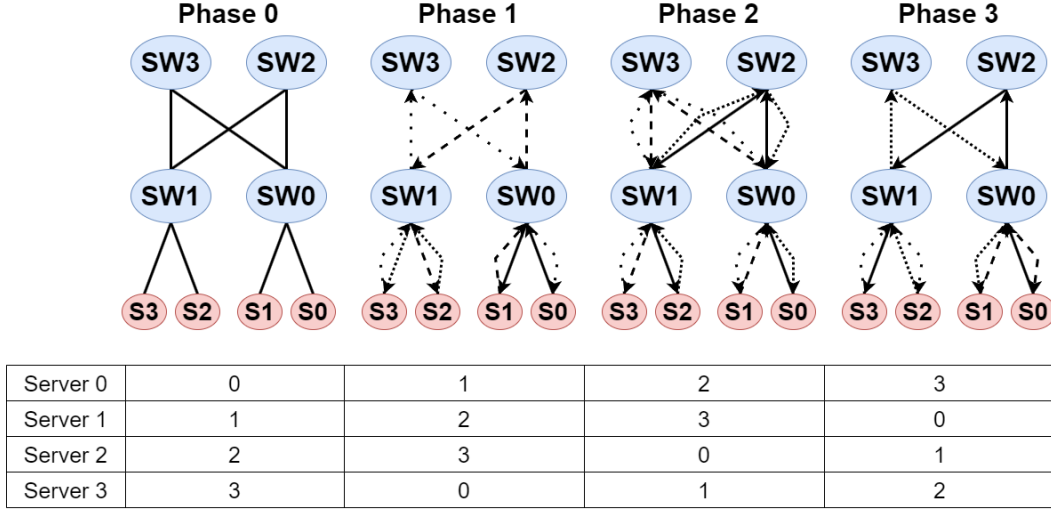 Phase 0 Phase 1 Phase 2 Phase 3
SW3 SW2 SW3 SW2 SW3 SW2 SW3 SW2
SW1 SW0 SW1 SW0 SW1 SW0 SW1 SW0
S3 S2 S1 S0 S3 S2 S1 S0 S3 S2 S1 S0 S3 S2 S1 S0
Server 0 0 1 2 3
Server 1 1 2 3 0
Server 2 2 3 0 1
Server 3 3 0 1 2